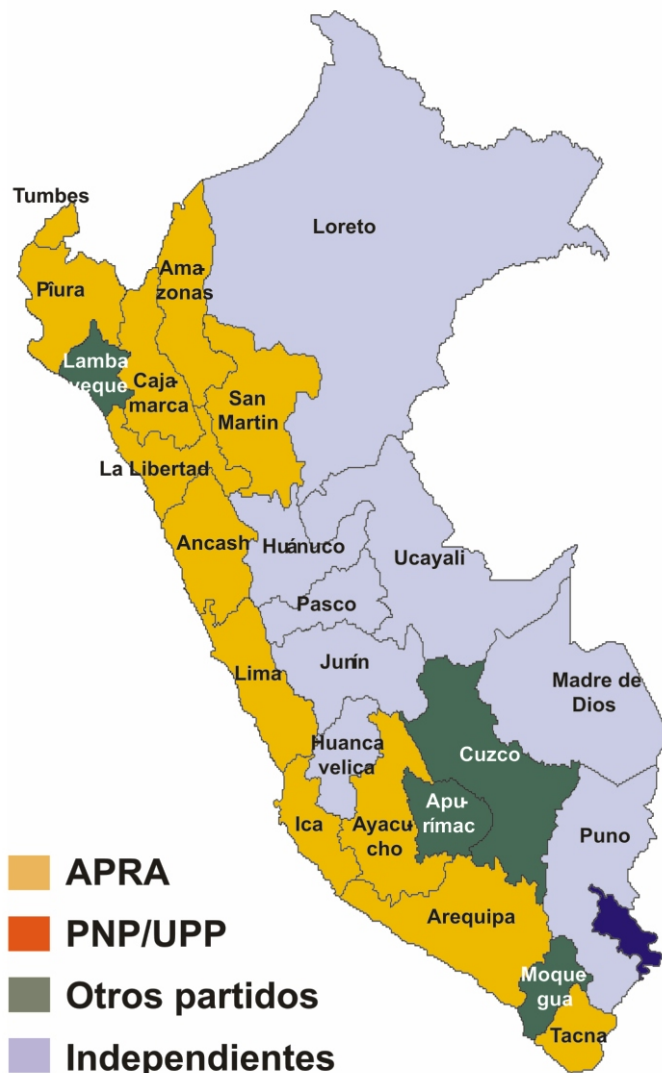 Tumbes
Loreto
Ama-
zonas
Pîura
Lamba
yeque
Caja-
marca
San
Martin
La Libertad
Ancash
Huánuco
Ucayali
Pasco
Junín
Lima
Madre de
Dios
Huanca
velica
Cuzco
Apu-
rímac
Ica
Ayacu-
cho
Puno
Arequipa
Moque
gua
Tacna
APRA
PNP/UPP
Otros partidos
Independientes